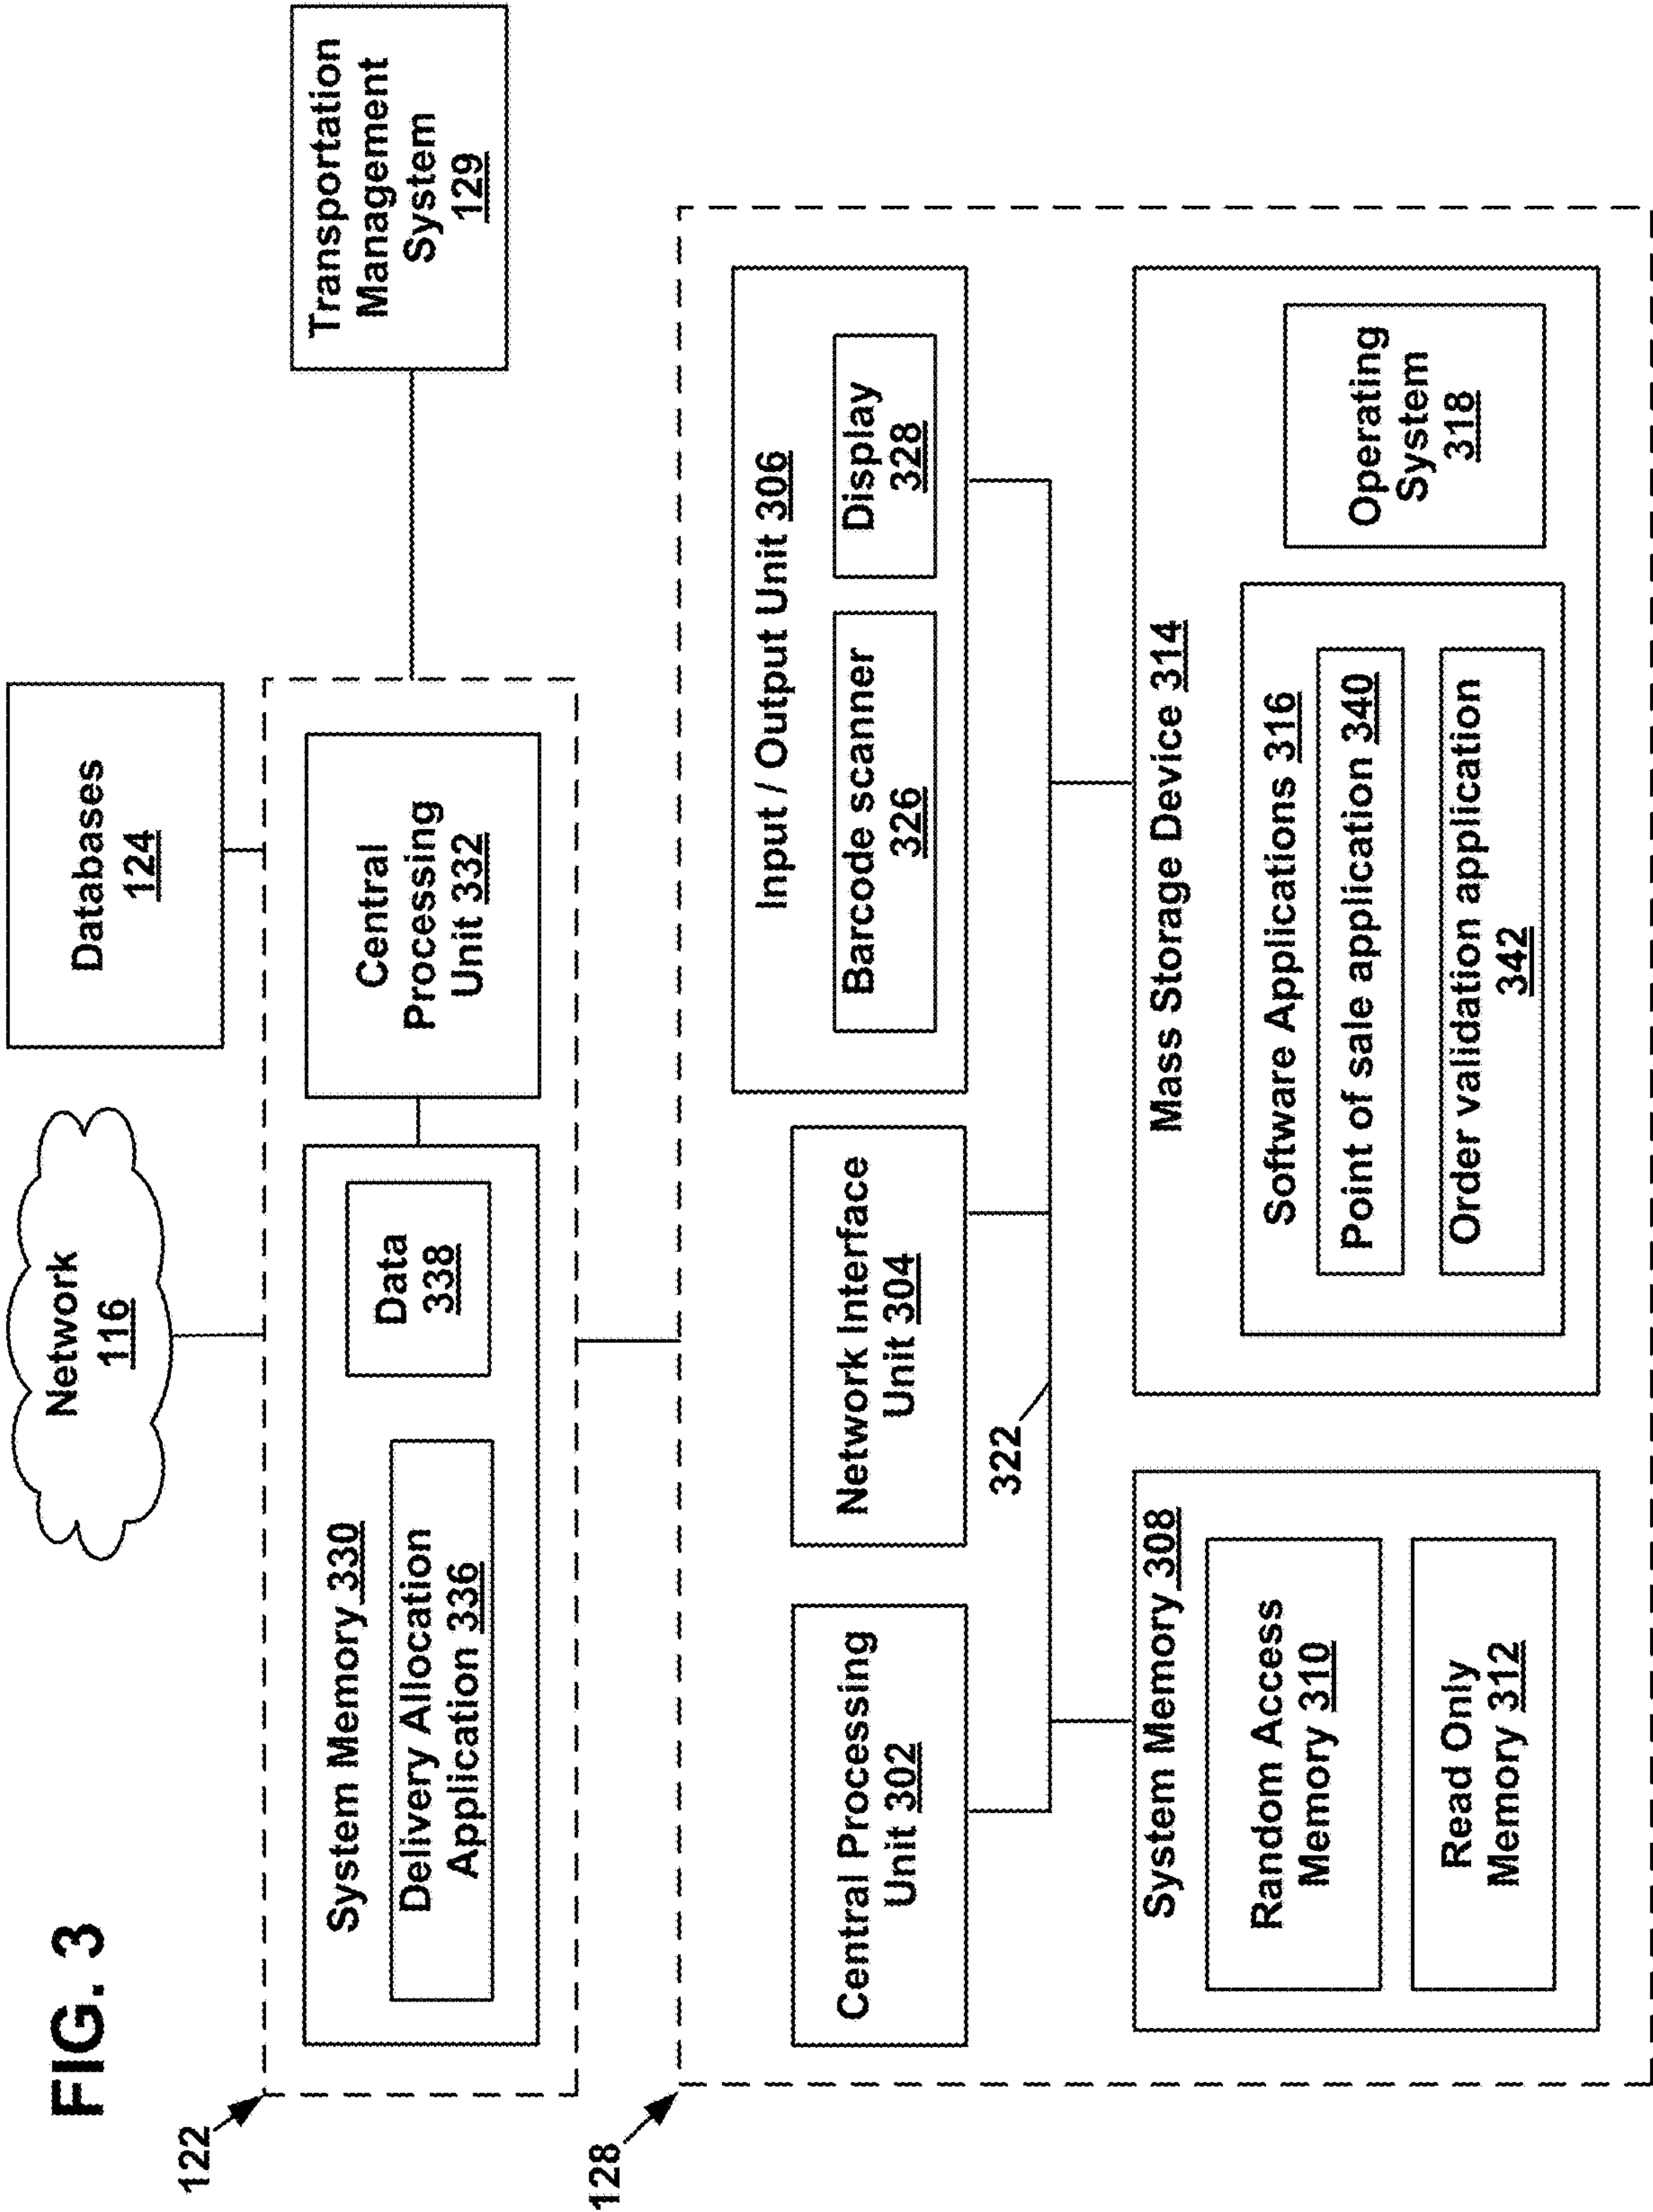 FIG. 3
Network
116
Databases
124
122
System Memory 330
Delivery Allocation
Application 336
Data
338
Central
Processing
Unit 332
Transportation
Management
System
129
128
Central Processing
Unit 302
Network Interface
Unit 304
Input / Output Unit 306
Barcode scanner
326
Display
328
322
System Memory 308
Random Access
Memory 310
Read Only
Memory 312
Mass Storage Device 314
Software Applications 316
Point of sale application 340
Order validation application
342
Operating
System
318